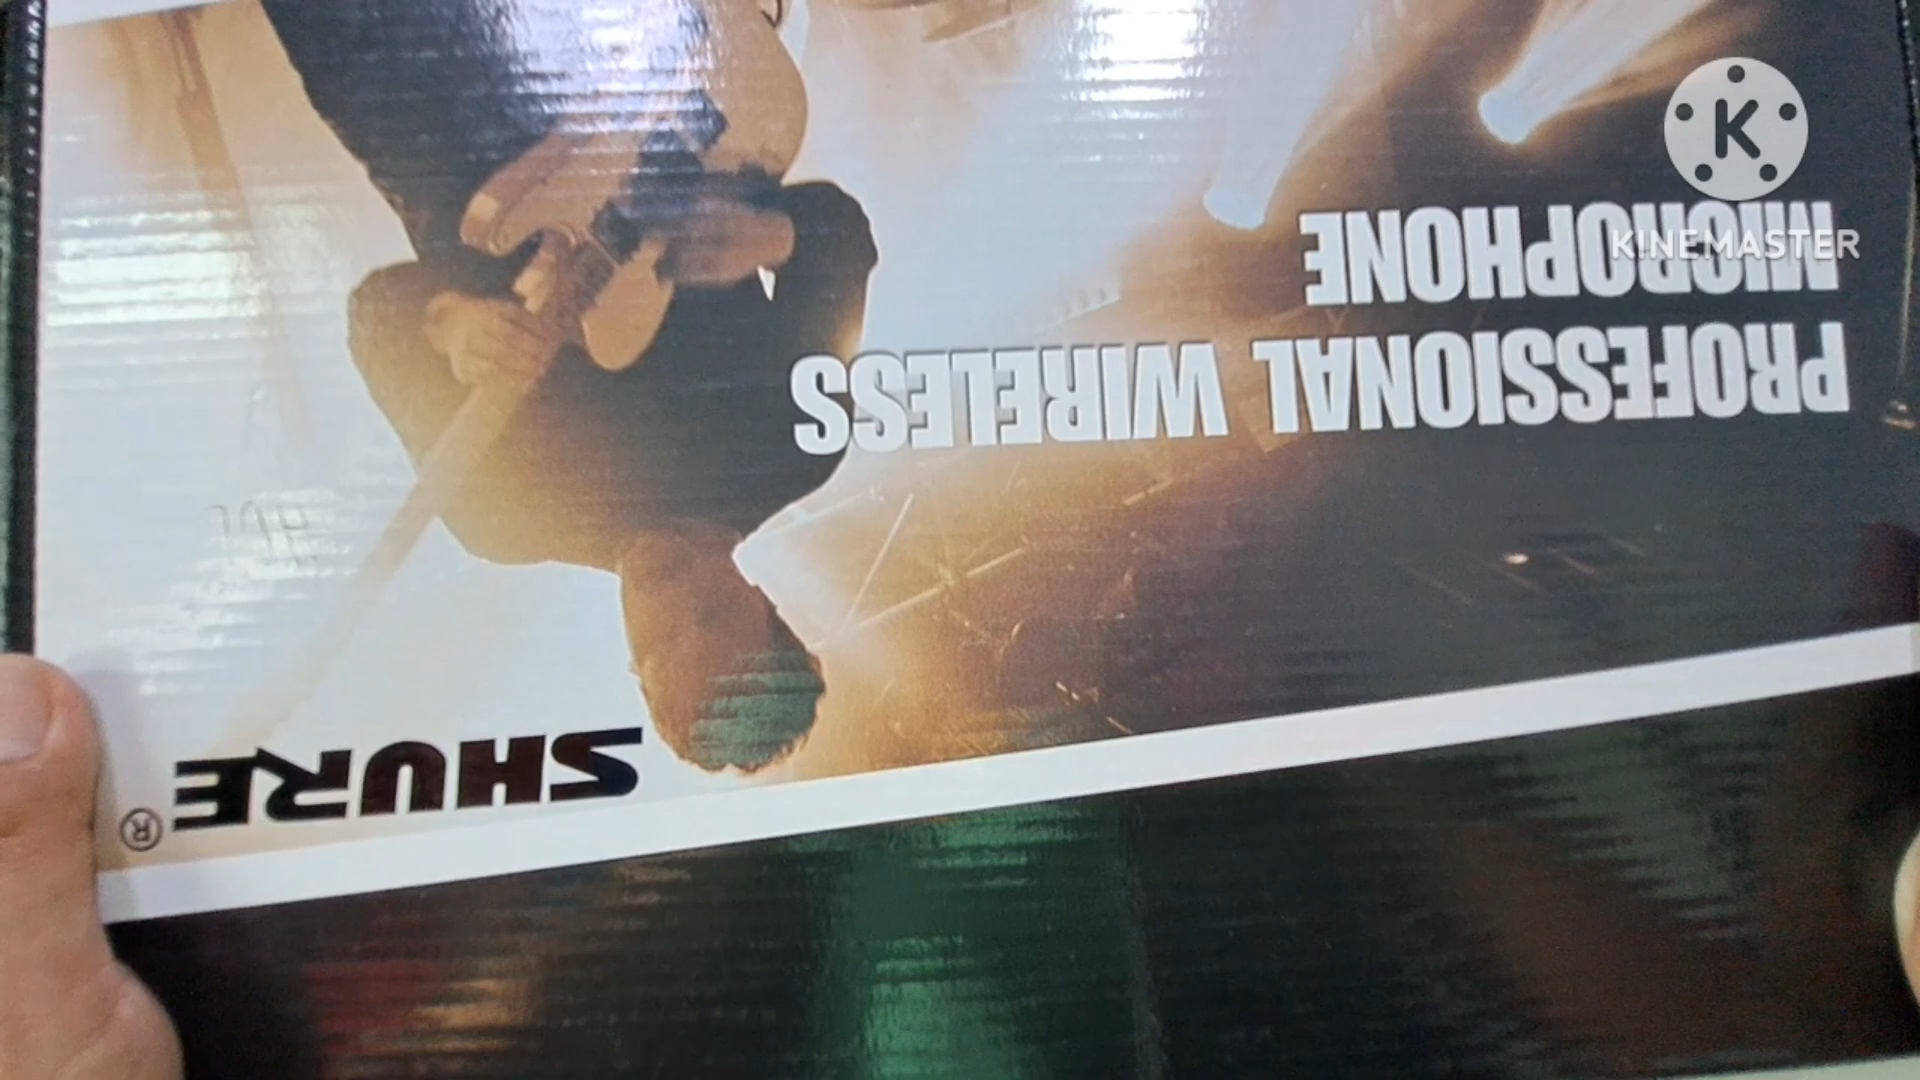 SHURE®
PROFESSIONAL WIRELESS
MICROPHONE
K
KINEMASTER